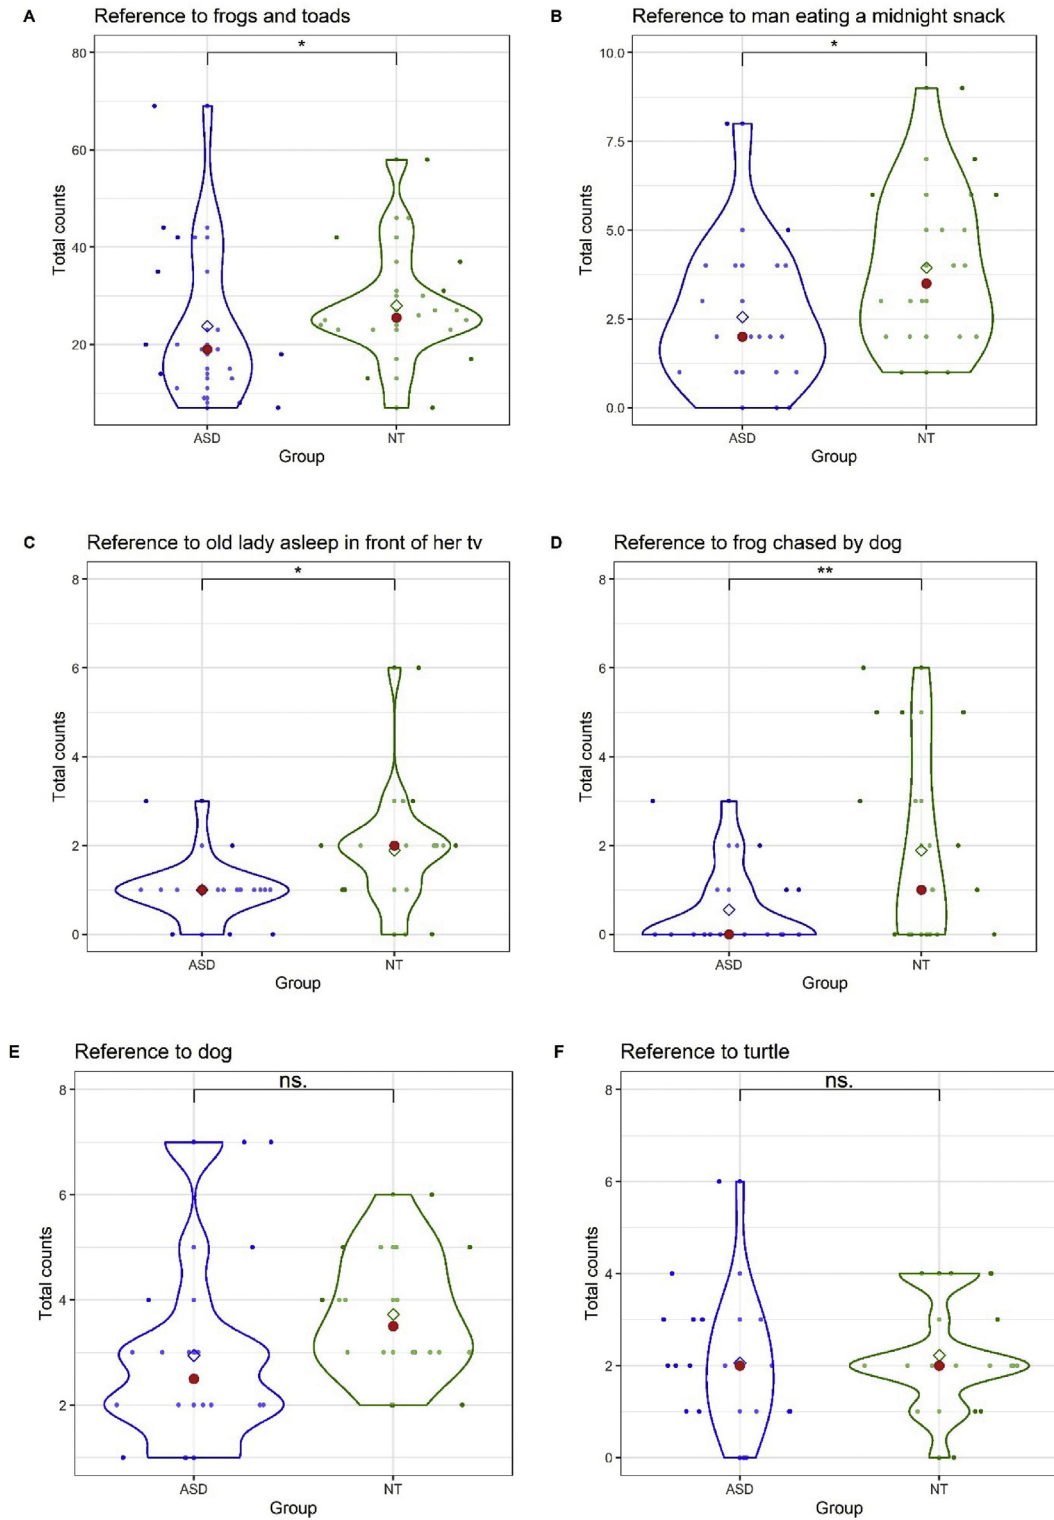 A Reference to frogs and toads
*
80
60
40
20
Total counts
ASD NT
Group
B Reference to man eating a midnight snack
*
10.0
7.5
5.0
2.5
0.0
Total counts
ASD NT
Group
C Reference to old lady asleep in front of her tv
*
8
6
4
2
0
Total counts
ASD NT
Group
D Reference to frog chased by dog
**
8
6
4
2
0
Total counts
ASD NT
Group
E Reference to dog
ns.
8
6
4
2
Total counts
ASD NT
Group
F Reference to turtle
ns.
8
6
4
2
0
Total counts
ASD NT
Group